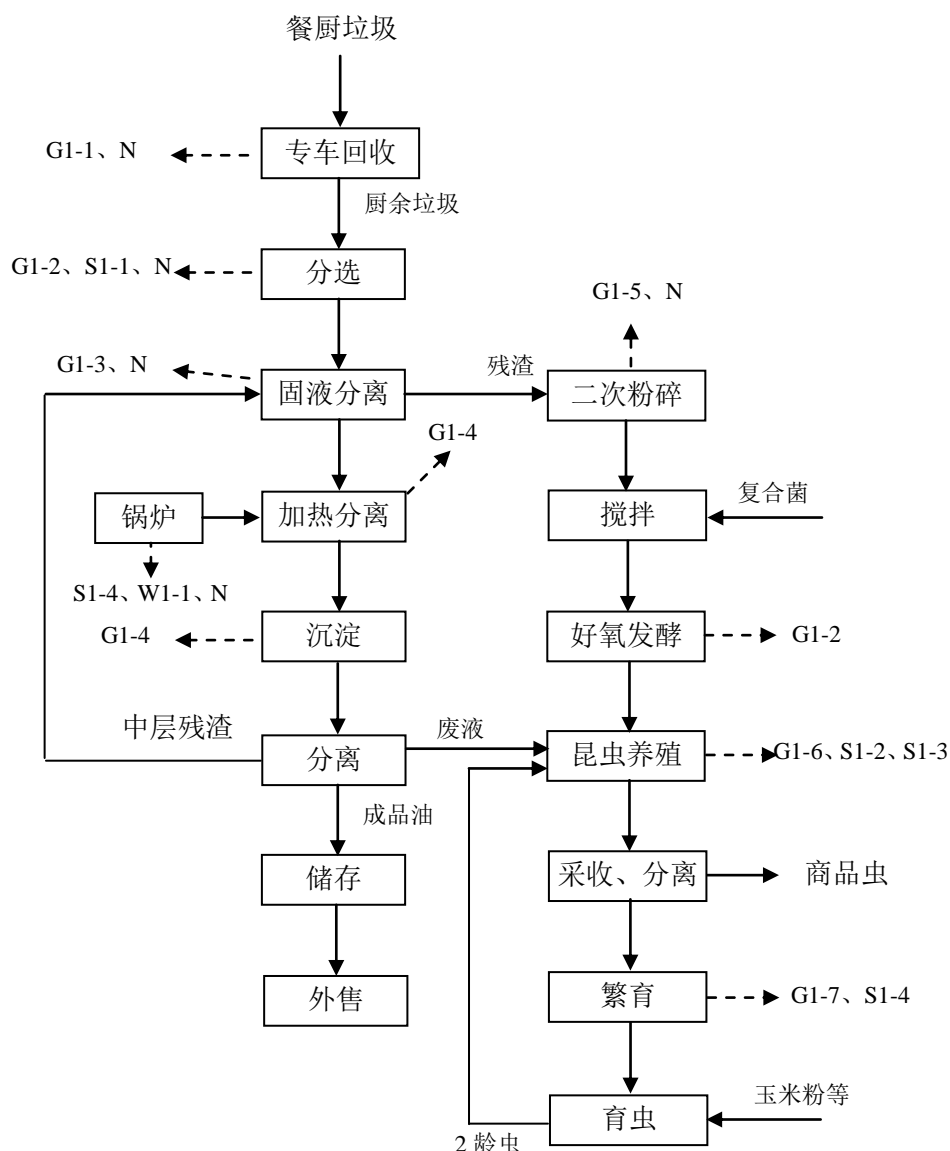 餐厨垃圾
G1-1、N
专车回收
厨余垃圾
G1-2、S1-1、N
分选
G1-5、N
G1-3、N
固液分离
残渣
二次粉碎
G1-4
锅炉
加热分离
搅拌
复合菌
S1-4、W1-1、N
G1-4
沉淀
好氧发酵
G1-2
中层残渣
分离
废液
昆虫养殖
G1-6、S1-2、S1-3
成品油
储存
采收、分离
商品虫
外售
繁育
G1-7、S1-4
育虫
玉米粉等
2 龄虫